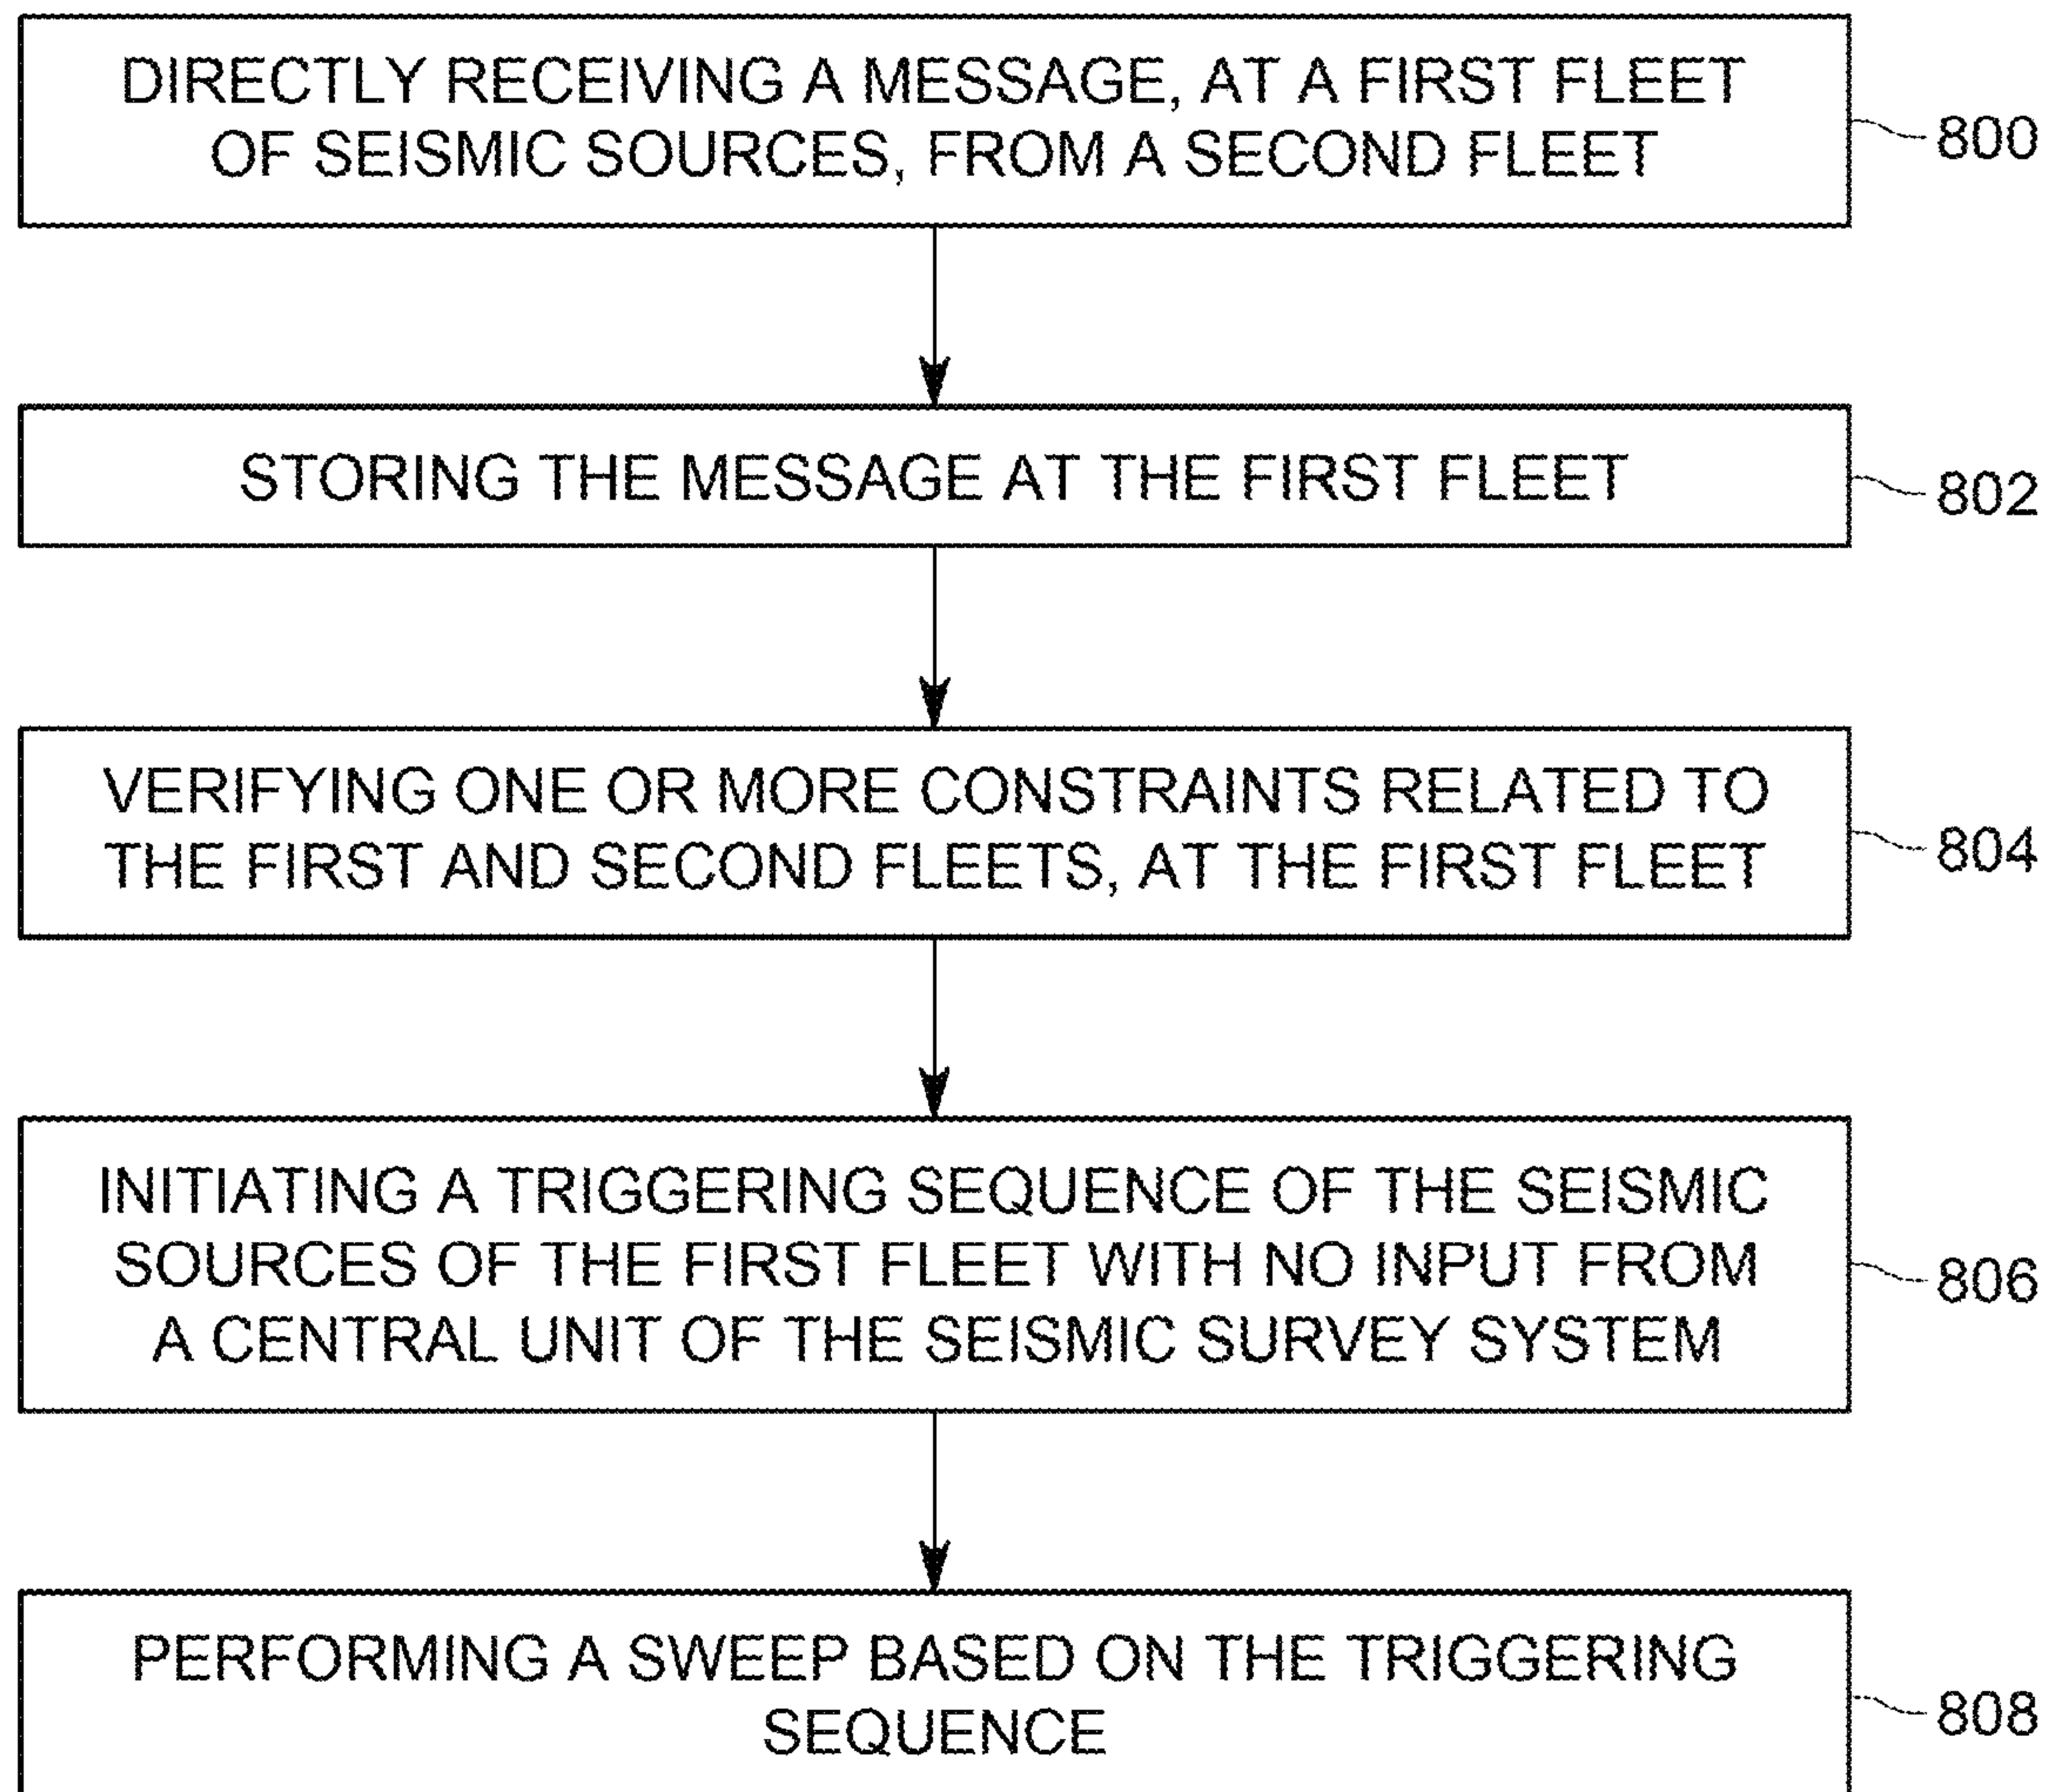 DIRECTLY RECEIVING A MESSAGE, AT A FIRST FLEET
OF SEISMIC SOURCES, FROM A SECOND FLEET
800
STORING THE MESSAGE AT THE FIRST FLEET
802
VERIFYING ONE OR MORE CONSTRAINTS RELATED TO
THE FIRST AND SECOND FLEETS, AT THE FIRST FLEET
804
INITIATING A TRIGGERING SEQUENCE OF THE SEISMIC
SOURCES OF THE FIRST FLEET WITH NO INPUT FROM
A CENTRAL UNIT OF THE SEISMIC SURVEY SYSTEM
806
PERFORMING A SWEEP BASED ON THE TRIGGERING
SEQUENCE
808